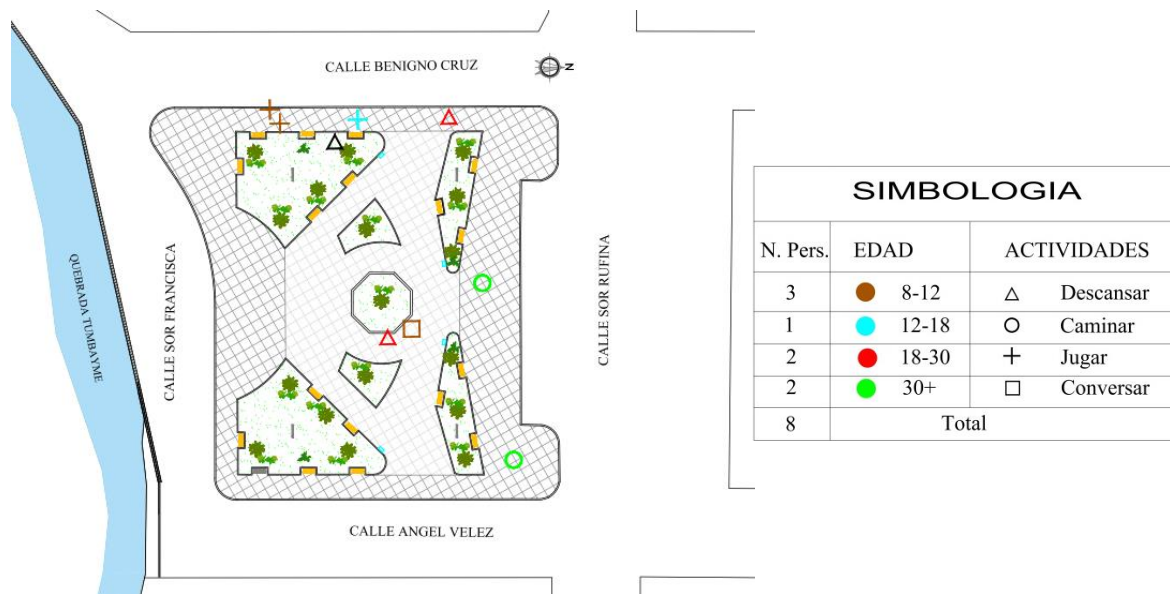 CALLE BENIGNO CRUZ
N
QUEBRADA TUMBAYME
CALLE SOR FRANCISCA
CALLE SOR RUFINA
CALLE ANGEL VELEZ
SIMBOLOGIA
N. Pers. EDAD ACTIVIDADES
3 8-12 Descansar
1 12-18 Caminar
2 18-30 Jugar
2 30+ Conversar
8 Total